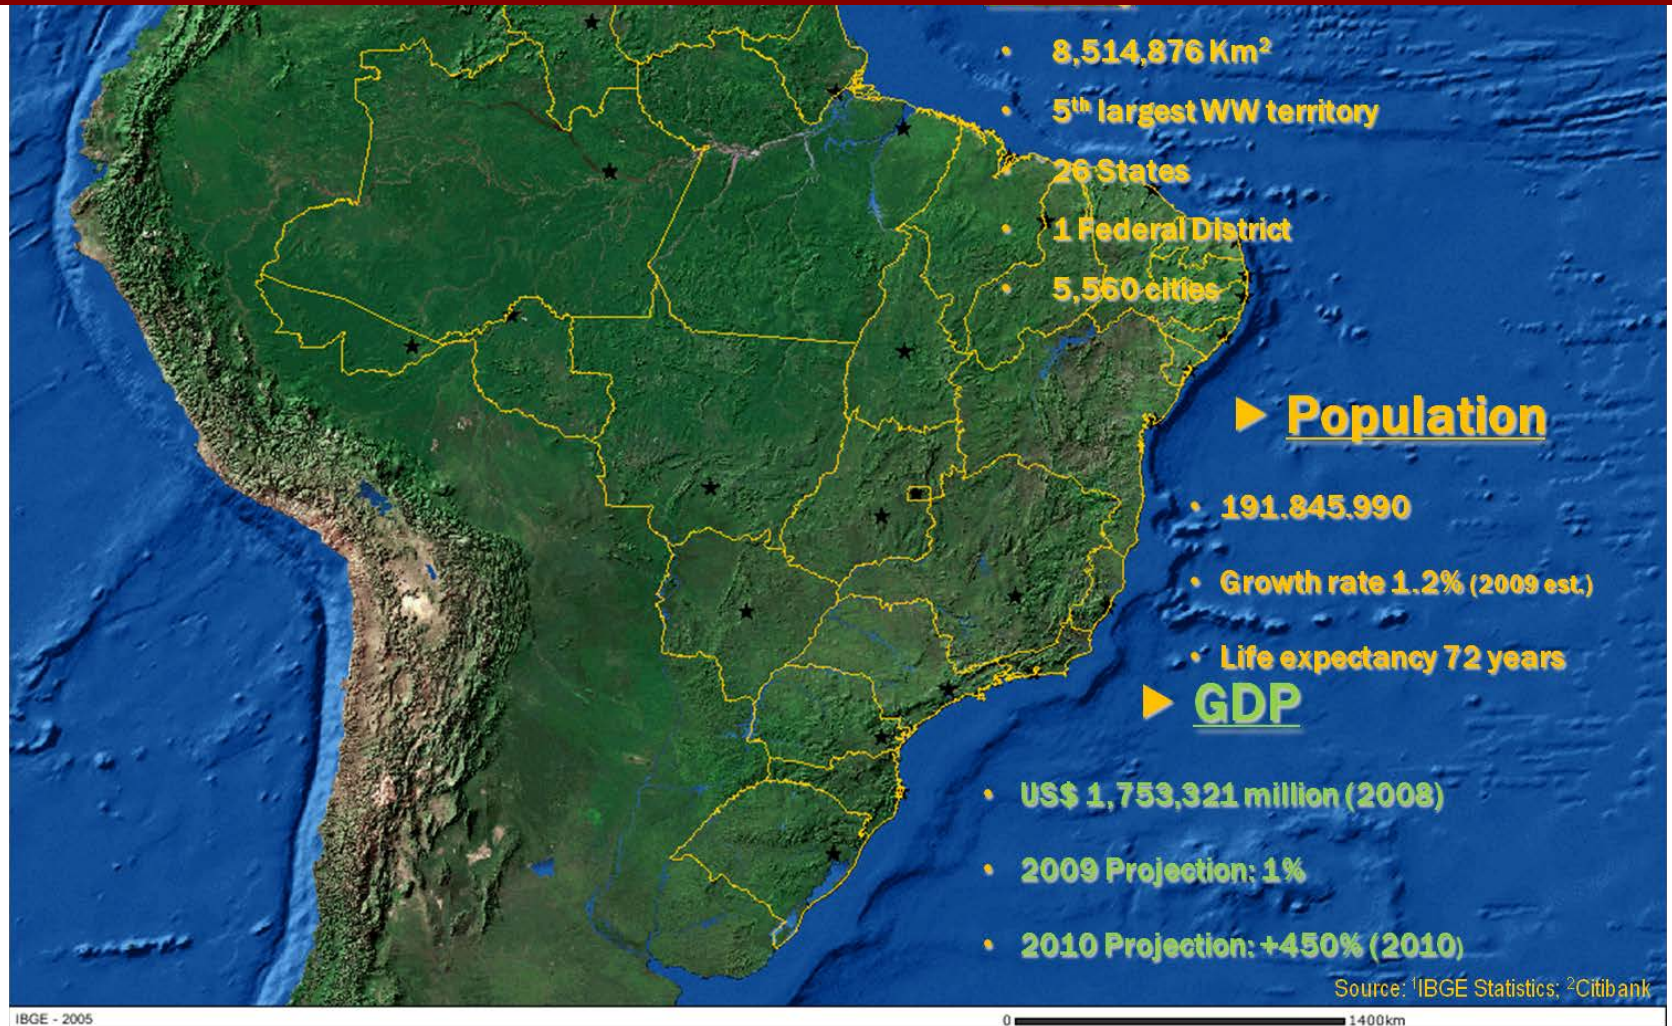 • 8,514,876 Km²
• 5th largest WW territory
• 26 States
• 1 Federal District
• 5,560 cities
► Population
• 191.845.990
• Growth rate 1.2% (2009 est.)
• Life expectancy 72 years
► GDP
• US$ 1,753,321 million (2008)
• 2009 Projection: 1%
• 2010 Projection: +450% (2010)
Source: ¹IBGE Statistics; ²Citibank
IBGE - 2005
0 1400km